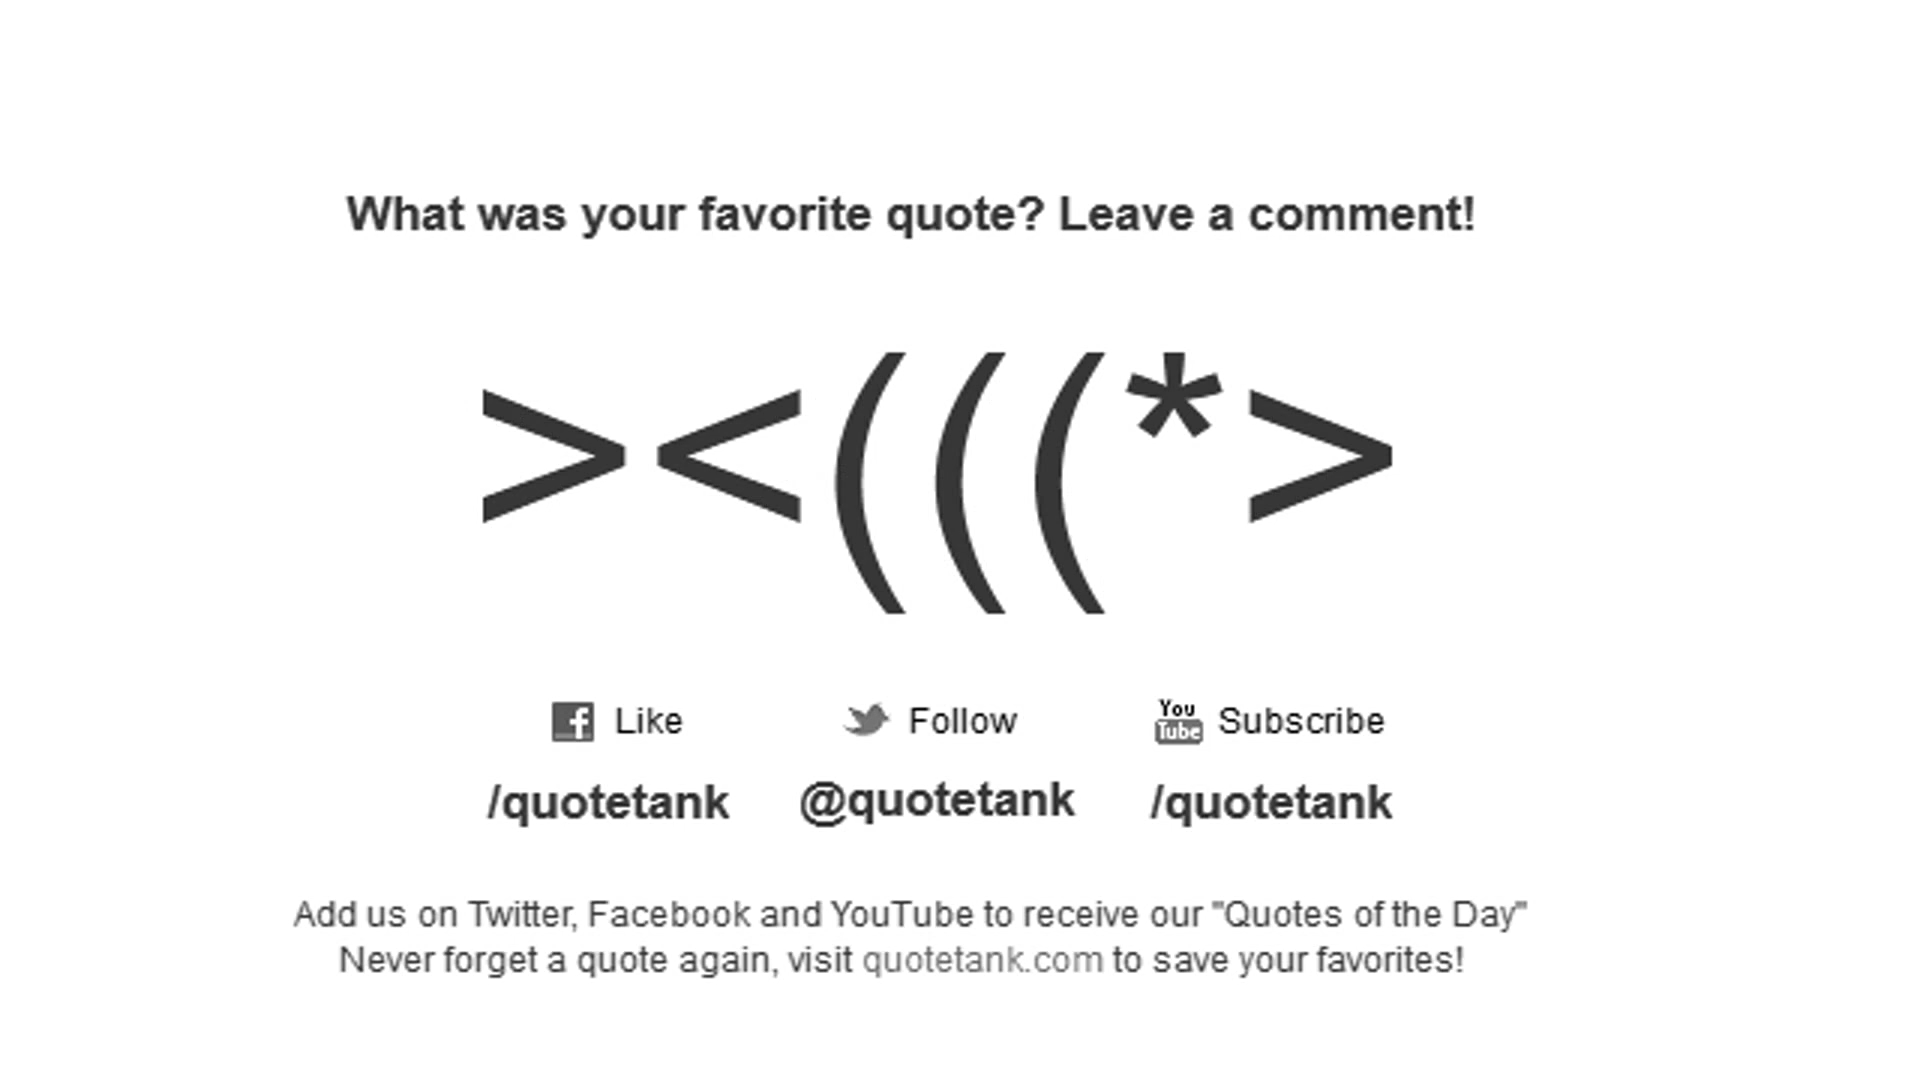 What was your favorite quote? Leave a comment!
><(((*>
f Like
Follow
You Tube Subscribe
/quotetank
@quotetank
/quotetank
Add us on Twitter, Facebook and YouTube to receive our "Quotes of the Day"
Never forget a quote again, visit quotetank.com to save your favorites!